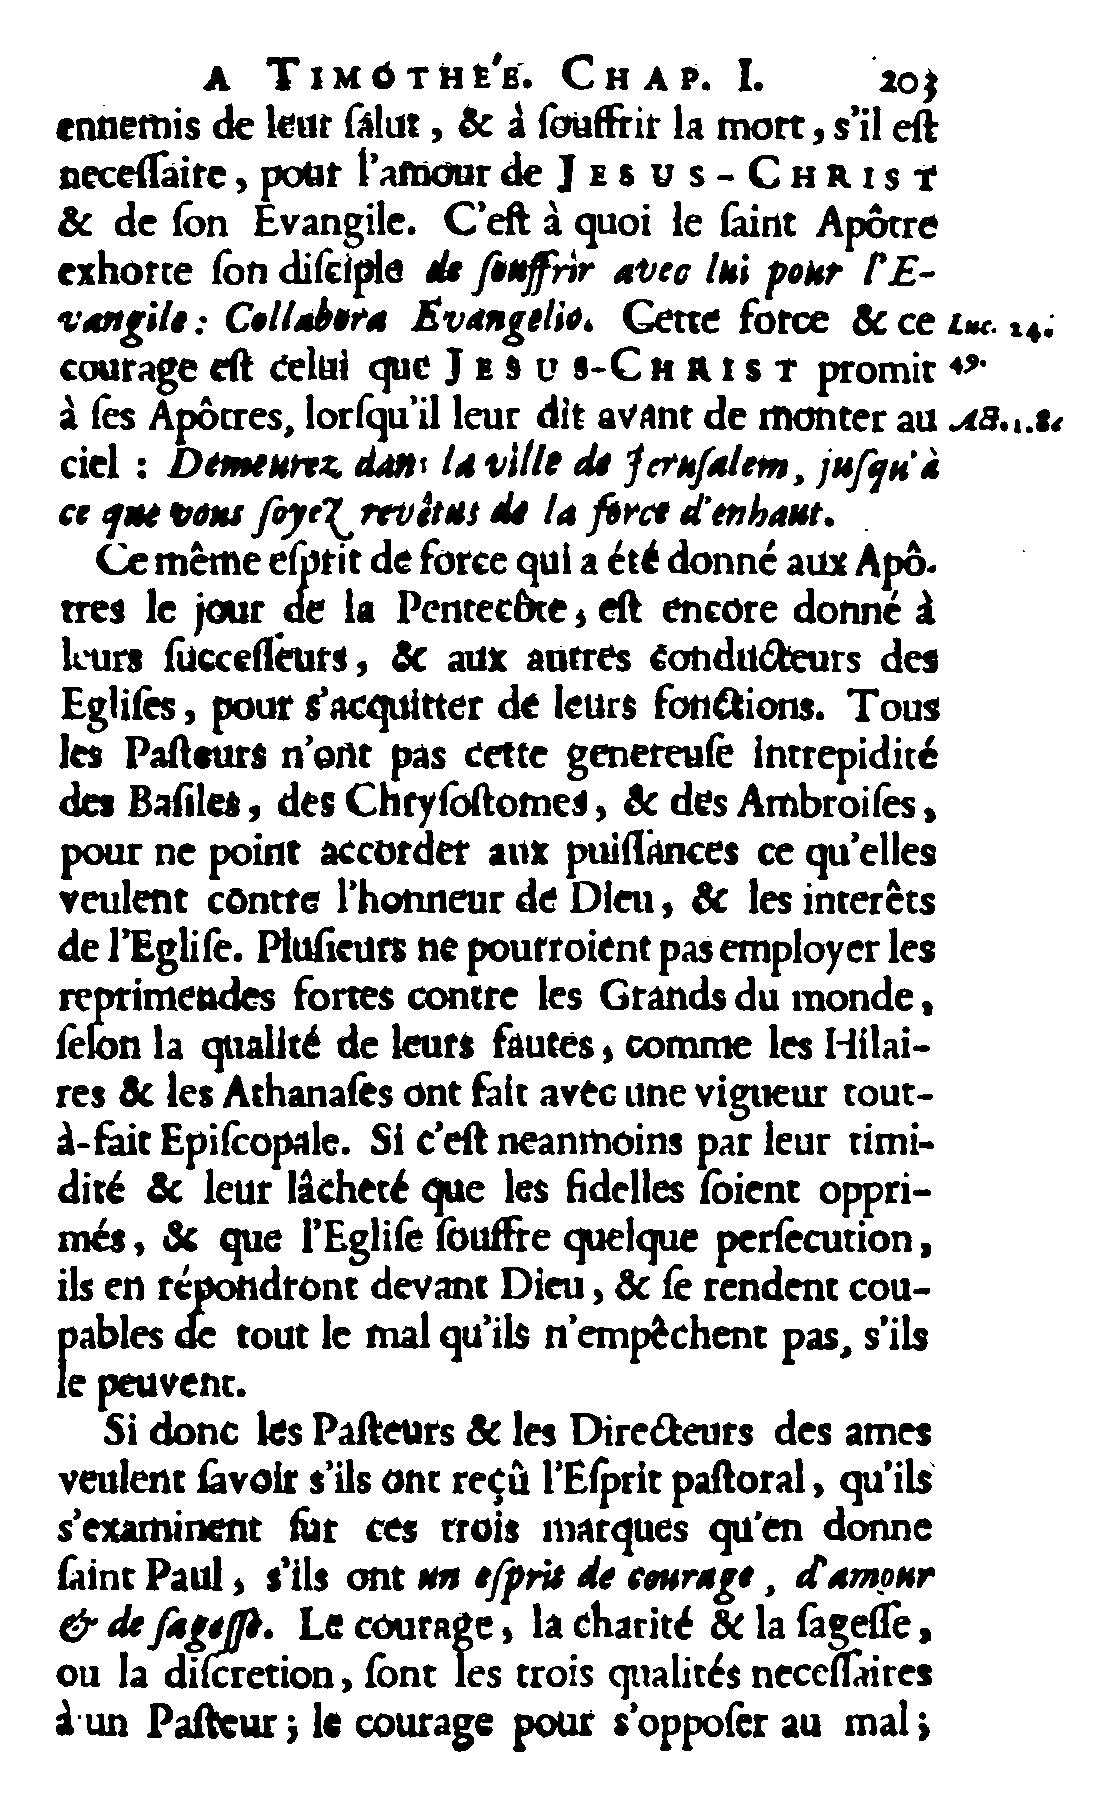 A TIMOTHE'E. CHAP. I. 203
ennemis de leur ſalut, & à ſouffrir la mort, s'il eſt
neceſſaire, pour l'amour de JESUS-CHRIST
& de ſon Evangile. C'eſt à quoi le ſaint Apôtre
exhorte ſon diſciple de ſouffrir avec lui pour l'E-
vangile: Collabora Evangelio. Cette force & ce Luc. 24.
courage eſt celui que JESUS-CHRIST promit 49.
à ſes Apôtres, lorſqu'il leur dit avant de monter au Act. 1. 8.
ciel : Demeurez dans la ville de Jeruſalem, juſqu'à
ce que vous ſoyez revêtus de la force d'enhaut.
Ce même eſprit de force qui a été donné aux Apô-
tres le jour de la Pentecôte, eſt encore donné à
leurs ſucceſſeurs, & aux autres conducteurs des
Egliſes, pour s'acquitter de leurs fonctions. Tous
les Paſteurs n'ont pas cette genereuſe intrepidité
des Baſiles, des Chryſoſtomes, & des Ambroiſes,
pour ne point accorder aux puiſſances ce qu'elles
veulent contre l'honneur de Dieu, & les interêts
de l'Egliſe. Pluſieurs ne pourroient pas employer les
reprimendes fortes contre les Grands du monde,
ſelon la qualité de leurs fautes, comme les Hilai-
res & les Athanaſes ont fait avec une vigueur tout-
à-fait Epiſcopale. Si c'eſt neanmoins par leur timi-
dité & leur lâcheté que les fidelles ſoient oppri-
més, & que l'Egliſe ſouffre quelque perſecution,
ils en répondront devant Dieu, & ſe rendent cou-
pables de tout le mal qu'ils n'empêchent pas, s'ils
le peuvent.
Si donc les Paſteurs & les Directeurs des ames
veulent ſavoir s'ils ont reçû l'Eſprit paſtoral, qu'ils
s'examinent ſur ces trois marques qu'en donne
ſaint Paul, s'ils ont un eſprit de courage, d'amour
& de ſageſſe. Le courage, la charité & la ſageſſe,
ou la diſcretion, ſont les trois qualités neceſſaires
à un Paſteur; le courage pour s'oppoſer au mal;